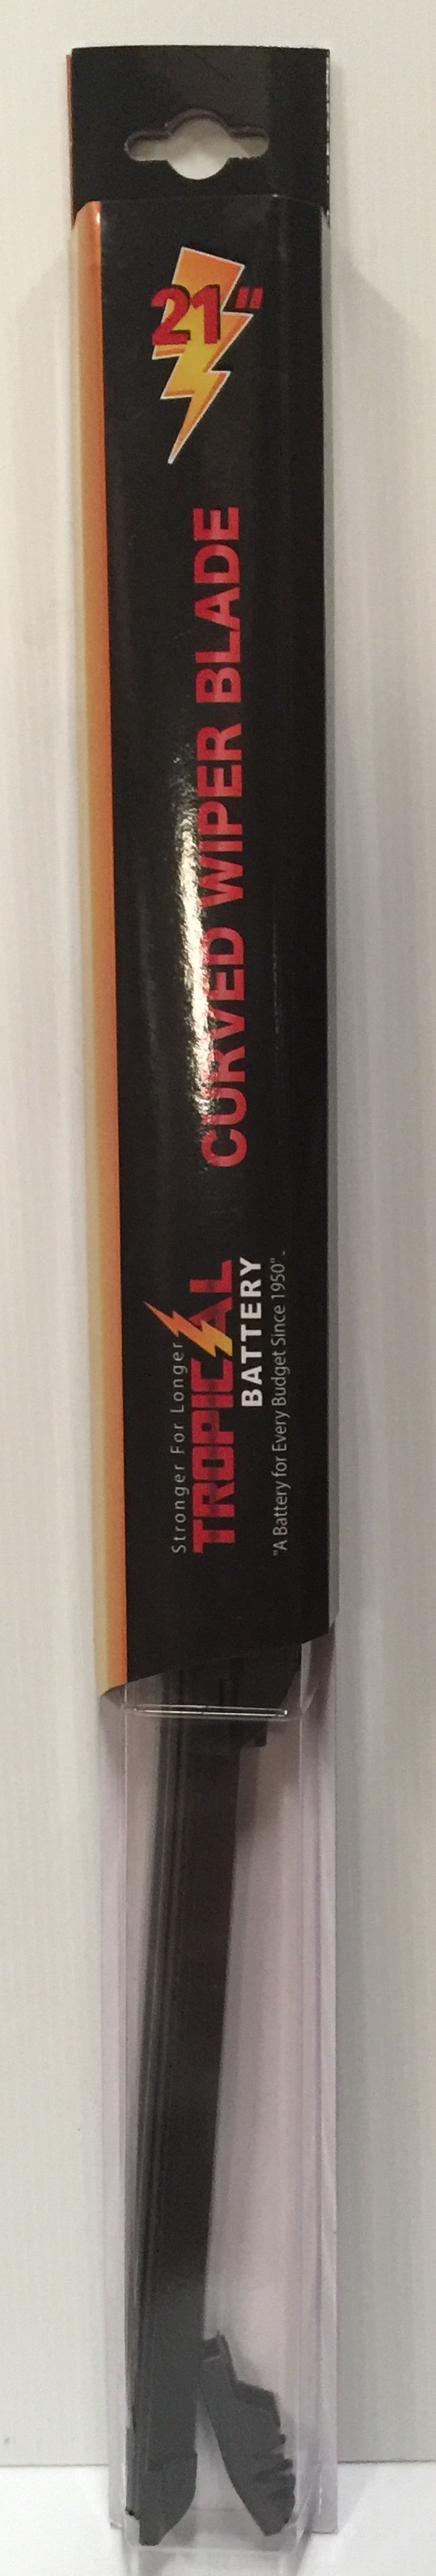 21"
CURVED WIPER BLADE
Stronger For Longer
TROPICAL
BATTERY
"A Battery for Every Budget Since 1950".